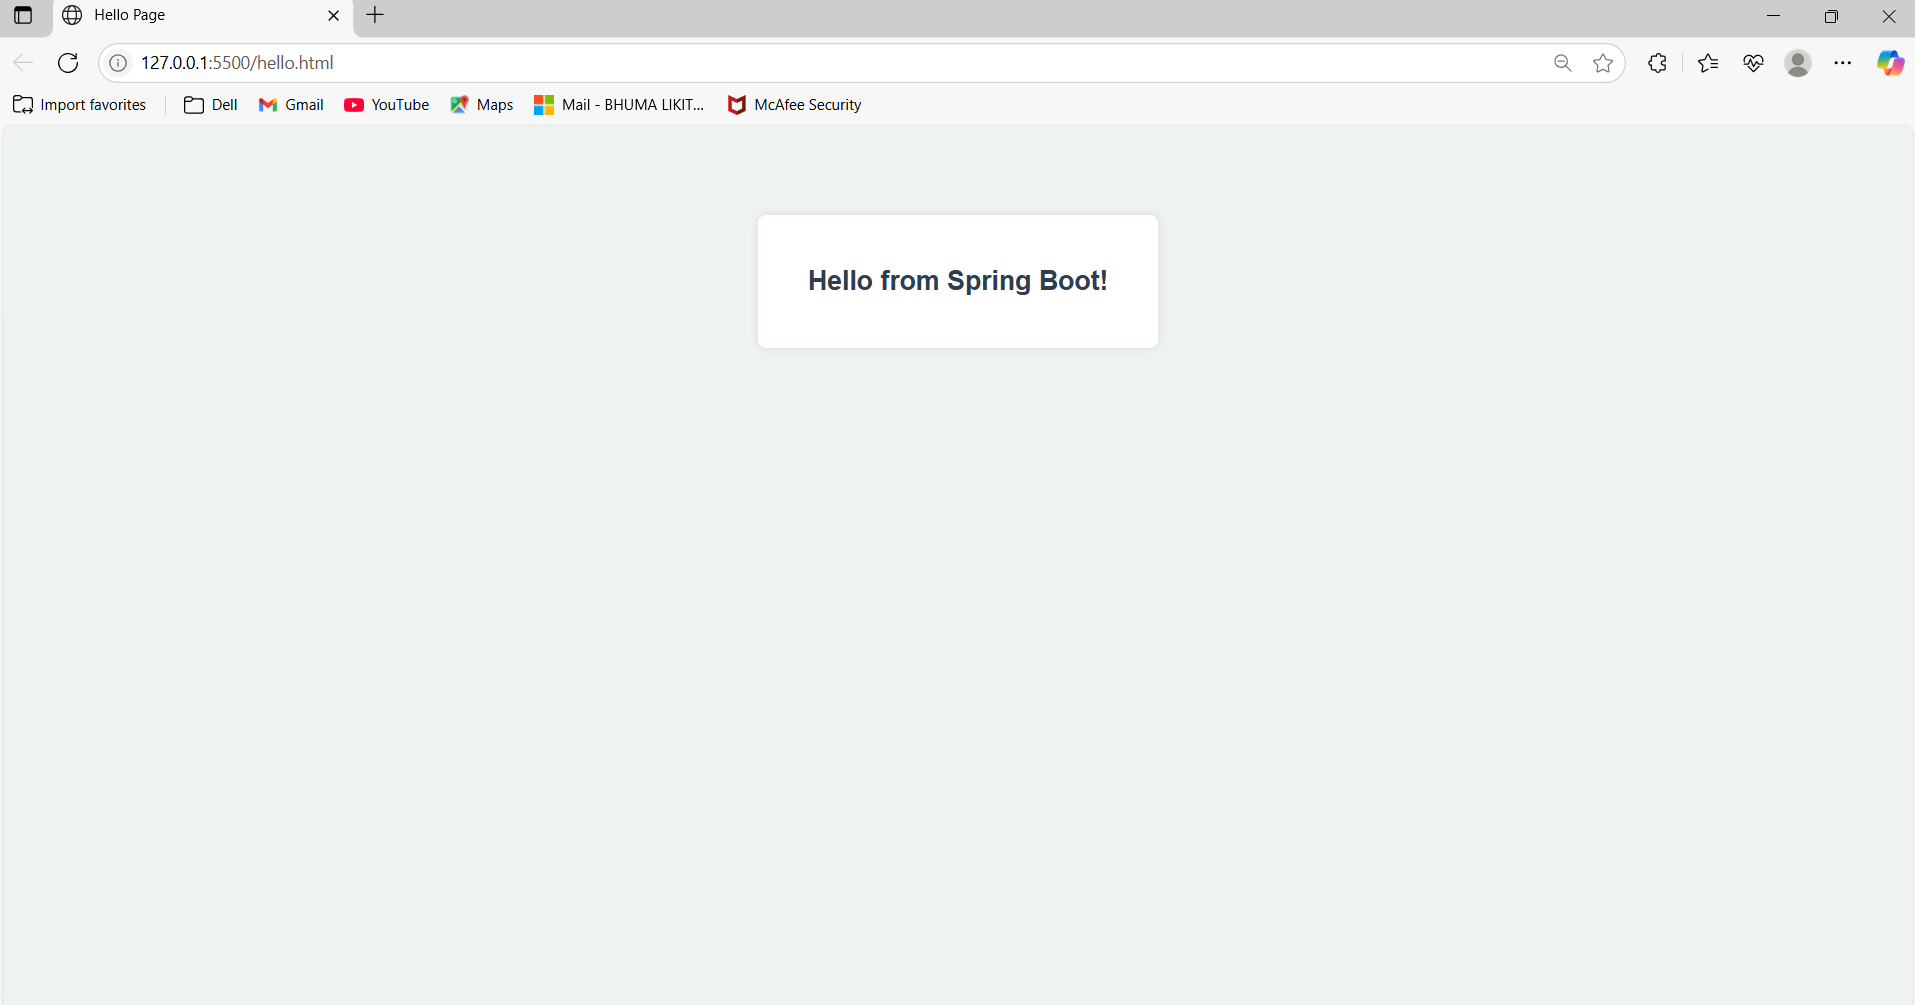 Hello Page
127.0.0.1:5500/hello.html
Import favorites Dell Gmail YouTube Maps Mail - BHUMA LIKIT... McAfee Security
Hello from Spring Boot!